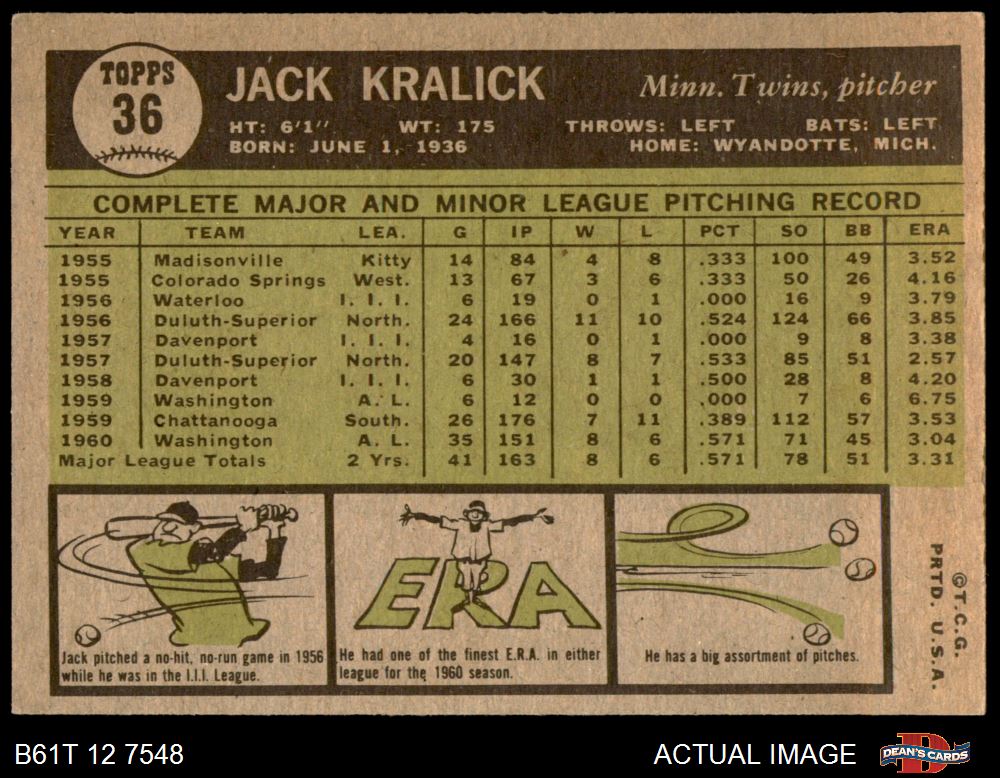 TOPPS
36
JACK KRALICK
Minn. Twins, pitcher
HT: 6'1'' WT: 175 THROWS: LEFT BATS: LEFT
BORN: JUNE 1, 1936 HOME: WYANDOTTE, MICH.
COMPLETE MAJOR AND MINOR LEAGUE PITCHING RECORD
YEAR TEAM LEA. G IP W L PCT SO BB ERA
1955 Madisonville Kitty 14 84 4 8 .333 100 49 3.52
1955 Colorado Springs West. 13 67 3 6 .333 50 26 4.16
1956 Waterloo I. I. I. 6 19 0 1 .000 16 9 3.79
1956 Duluth-Superior North. 24 166 11 10 .524 124 66 3.85
1957 Davenport I. I. I. 4 16 0 1 .000 9 8 3.38
1957 Duluth-Superior North. 20 147 8 7 .533 85 51 2.57
1958 Davenport I. I. I. 6 30 1 1 .500 28 8 4.20
1959 Washington A. L. 6 12 0 0 .000 7 6 6.75
1959 Chattanooga South. 26 176 7 11 .389 112 57 3.53
1960 Washington A. L. 35 151 8 6 .571 71 45 3.04
Major League Totals 2 Yrs. 41 163 8 6 .571 78 51 3.31
Jack pitched a no-hit, no-run game in 1956
while he was in the I.I.I. League.
ERA
He had one of the finest E.R.A. in either
league for the 1960 season.
He has a big assortment of pitches.
©T.C.G.
PRTD. U.S.A.
B61T 12 7548
ACTUAL IMAGE
D
DEAN'S CARDS